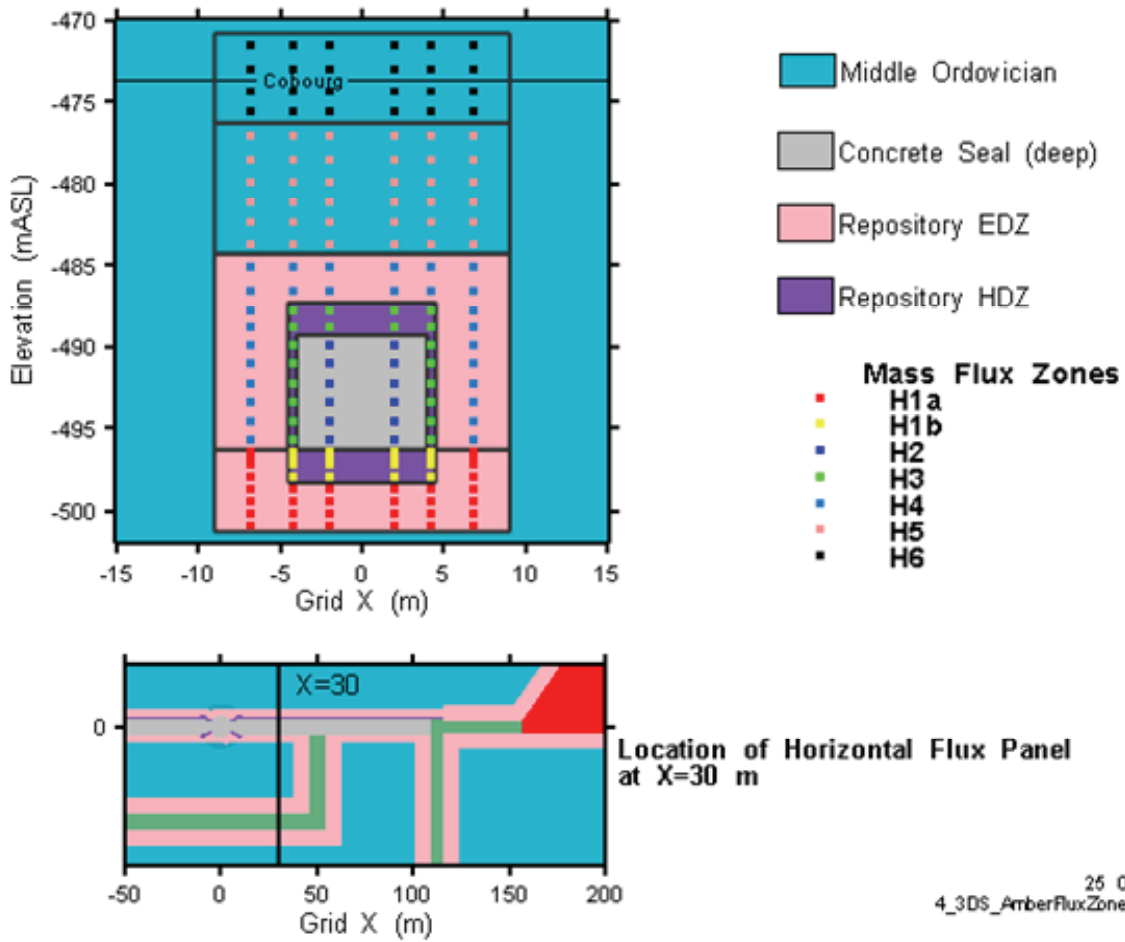 -470
-475
-480
-485
-490
-495
-500
Elevation (mASL)
Cobourg
-15 -10 -5 0 5 10 15
Grid X (m)
Middle Ordovician
Concrete Seal (deep)
Repository EDZ
Repository HDZ
Mass Flux Zones
H1a
H1b
H2
H3
H4
H5
H6
X=30
0
-50 0 50 100 150 200
Grid X (m)
Location of Horizontal Flux Panel
at X=30 m
25 0
4_3DS_AmberFluxZone